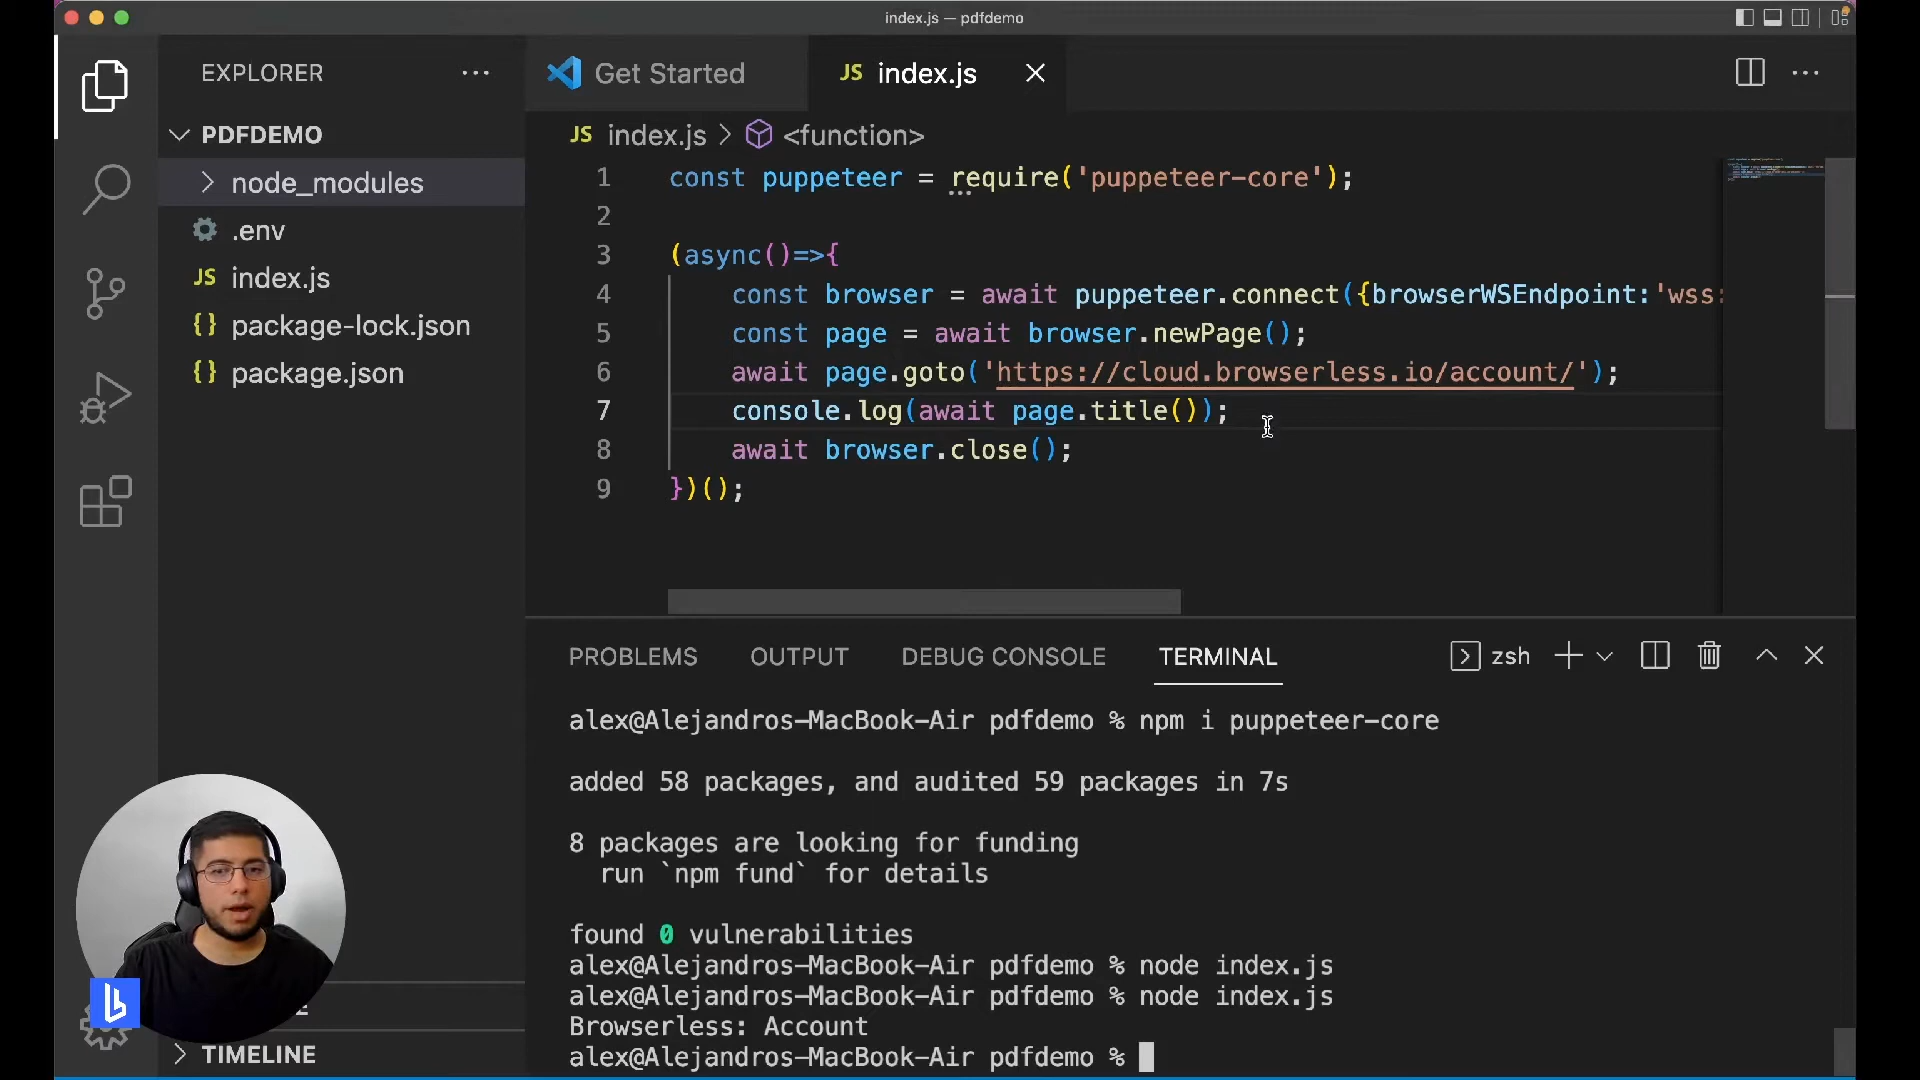 index.js — pdfdemo
EXPLORER
PDFDEMO
node_modules
.env
JS index.js
{} package-lock.json
{} package.json
TIMELINE
Get Started
JS index.js
JS index.js > <function>
1 const puppeteer = require('puppeteer-core');
2
3 (async()=>{
4 const browser = await puppeteer.connect({browserWSEndpoint:'wss:
5 const page = await browser.newPage();
6 await page.goto('https://cloud.browserless.io/account/');
7 console.log(await page.title());
8 await browser.close();
9 })();
PROBLEMS OUTPUT DEBUG CONSOLE TERMINAL
zsh
alex@Alejandros-MacBook-Air pdfdemo % npm i puppeteer-core
added 58 packages, and audited 59 packages in 7s
8 packages are looking for funding
run `npm fund` for details
found 0 vulnerabilities
alex@Alejandros-MacBook-Air pdfdemo % node index.js
alex@Alejandros-MacBook-Air pdfdemo % node index.js
Browserless: Account
alex@Alejandros-MacBook-Air pdfdemo %